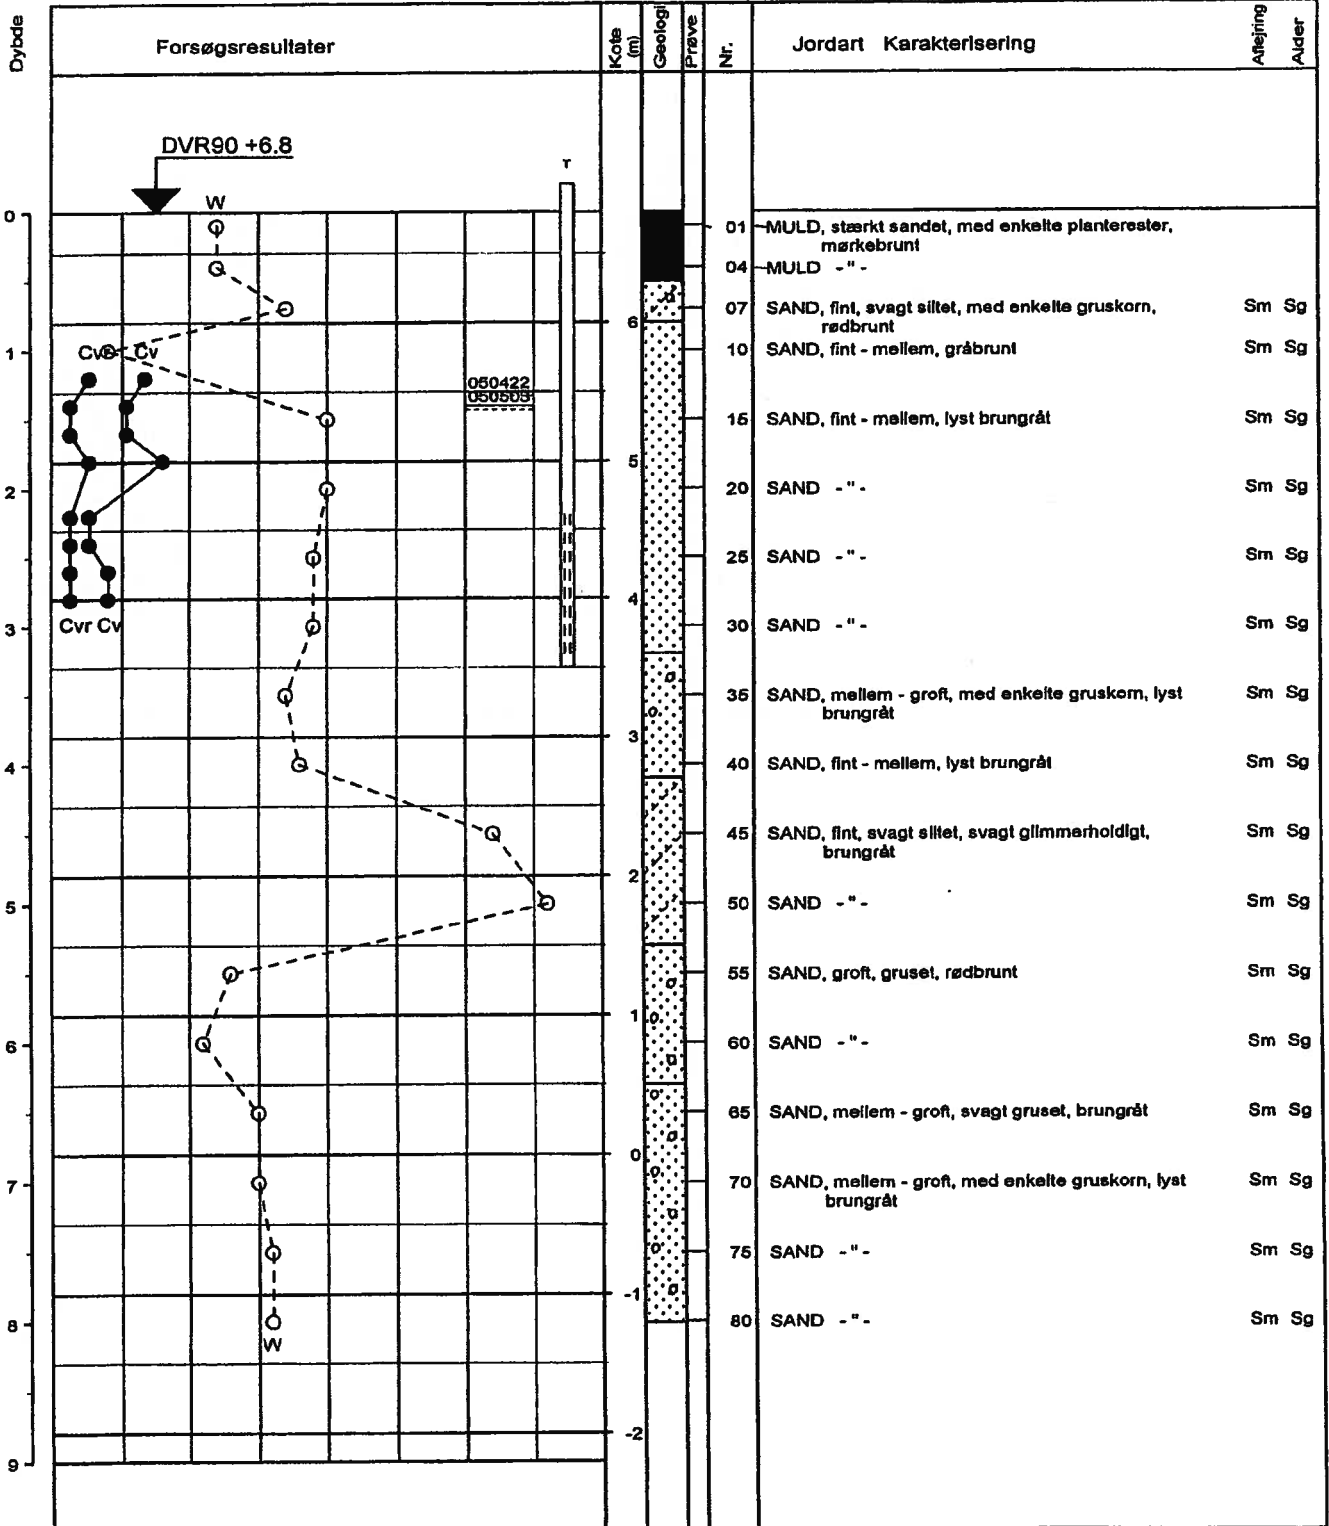 Dybde
Forsøgsresultater
Kote (m)
Geologi
Prøve
Nr.
Jordart Karakterisering
Aflejring
Alder
DVR90 +6.8
W
T
0
01 MULD, stærkt sandet, med enkelte planterester,
mørkebrunt
04 MULD -"-
07 SAND, fint, svagt siltet, med enkelte gruskorn, Sm Sg
rødbrunt
6
1
Cvr Cv
10 SAND, fint - mellem, gråbrunt Sm Sg
050422
050503
15 SAND, fint - mellem, lyst brungråt Sm Sg
5
2
20 SAND -"- Sm Sg
25 SAND -"- Sm Sg
4
3
Cvr Cv
30 SAND -"- Sm Sg
35 SAND, mellem - groft, med enkelte gruskorn, lyst Sm Sg
brungråt
3
4
40 SAND, fint - mellem, lyst brungråt Sm Sg
45 SAND, fint, svagt siltet, svagt glimmerholdigt, Sm Sg
brungråt
2
5
50 SAND -"- Sm Sg
55 SAND, groft, gruset, rødbrunt Sm Sg
1
6
60 SAND -"- Sm Sg
65 SAND, mellem - groft, svagt gruset, brungråt Sm Sg
0
7
70 SAND, mellem - groft, med enkelte gruskorn, lyst Sm Sg
brungråt
75 SAND -"- Sm Sg
-1
8
80 SAND -"- Sm Sg
W
-2
9